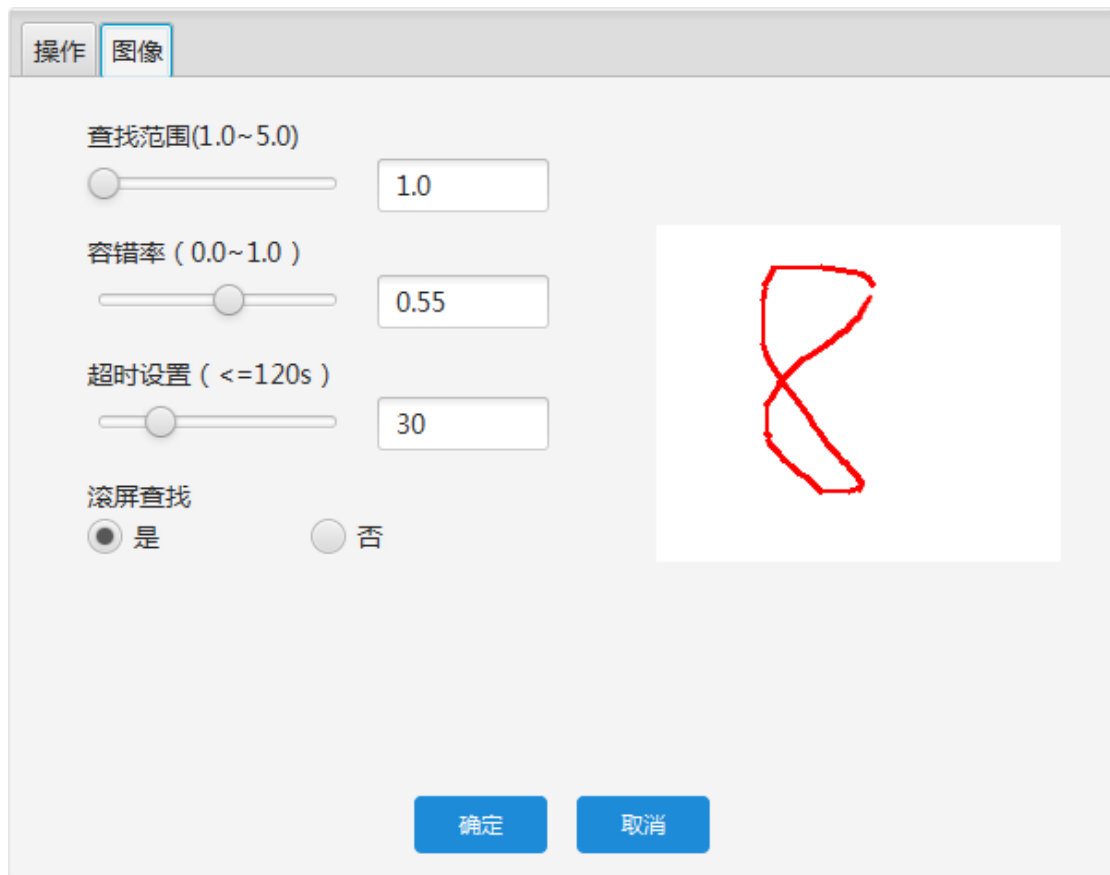 操作 图像
查找范围(1.0~5.0)
1.0
容错率（0.0~1.0）
0.55
超时设置（<=120s）
30
滚屏查找
是 否
8
确定 取消